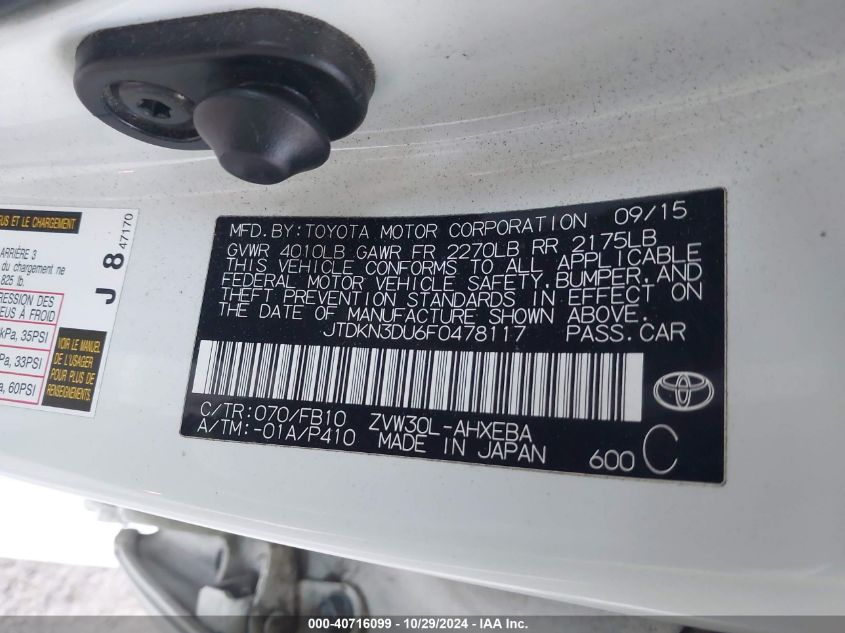 MFD. BY: TOYOTA MOTOR CORPORATION 09/15
GVWR 4010LB GAWR FR 2270LB RR 2175LB
THIS VEHICLE CONFORMS TO ALL APPLICABLE
FEDERAL MOTOR VEHICLE SAFETY, BUMPER, AND
THEFT PREVENTION STANDARDS IN EFFECT ON
THE DATE OF MANUFACTURE SHOWN ABOVE.
JTDKN3DU6F0478117 PASS. CAR
C/TR: 070/FB10 ZVW30L-AHXEBA
A/TM: -01A/P410 MADE IN JAPAN
600 C
US ET LE CHARGEMENT
ARRIÈRE 3
du chargement ne
825 lb.
RESSION DES
EUS À FROID
kPa, 35PSI
Pa, 33PSI
a, 60PSI
VOIR LE MANUEL
DE L'USAGER
POUR PLUS DE
RENSEIGNEMENTS
J 8 47170
000-40716099 - 10/29/2024 - IAA Inc.